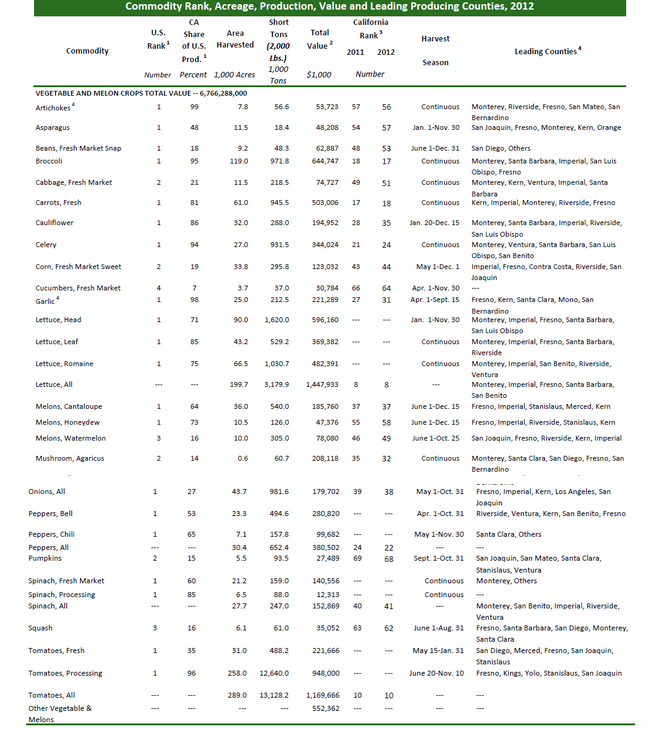 Commodity Rank, Acreage, Production, Value and Leading Producing Counties, 2012
Commodity U.S. Rank 1 CA Share of U.S. Prod. 1 Area Harvested Short Tons (2,000 Lbs.) Total Value 2 California Rank 3 2011 2012 Harvest Season Leading Counties 4
Number Percent 1,000 Acres 1,000 Tons $1,000 Number
VEGETABLE AND MELON CROPS TOTAL VALUE -- 6,766,288,000
Artichokes 4 1 99 7.8 56.6 53,723 57 56 Continuous Monterey, Riverside, Fresno, San Mateo, San
Bernardino
Asparagus 1 48 11.5 18.4 48,208 54 57 Jan. 1-Nov. 30 San Joaquin, Fresno, Monterey, Kern, Orange
Beans, Fresh Market Snap 1 18 9.2 48.3 62,887 48 53 June 1-Dec. 31 San Diego, Others
Broccoli 1 95 119.0 971.8 644,747 18 17 Continuous Monterey, Santa Barbara, Imperial, San Luis
Obispo, Fresno
Cabbage, Fresh Market 2 21 11.5 218.5 74,727 49 51 Continuous Monterey, Kern, Ventura, Imperial, Santa
Barbara
Carrots, Fresh 1 81 61.0 945.5 503,006 17 18 Continuous Kern, Imperial, Monterey, Riverside, Fresno
Cauliflower 1 86 32.0 288.0 194,952 28 35 Jan. 20-Dec. 15 Monterey, Santa Barbara, Imperial, Riverside,
San Luis Obispo
Celery 1 94 27.0 931.5 344,024 21 24 Continuous Monterey, Ventura, Santa Barbara, San Luis
Obispo, San Benito
Corn, Fresh Market Sweet 2 19 33.8 295.8 123,032 43 44 May 1-Dec. 1 Imperial, Fresno, Contra Costa, Riverside, San
Joaquin
Cucumbers, Fresh Market 4 7 3.7 37.0 30,784 66 64 Apr. 1-Nov. 30 ---
Garlic 4 1 98 25.0 212.5 221,289 27 31 Apr. 1-Sept. 15 Fresno, Kern, Santa Clara, Mono, San
Bernardino
Lettuce, Head 1 71 90.0 1,620.0 596,160 --- --- Jan. 1-Nov. 30 Monterey, Imperial, Fresno, Santa Barbara,
San Luis Obispo
Lettuce, Leaf 1 85 43.2 529.2 369,382 --- --- Continuous Monterey, Imperial, Fresno, Santa Barbara,
Riverside
Lettuce, Romaine 1 75 66.5 1,030.7 482,391 --- --- Continuous Monterey, Imperial, San Benito, Riverside,
Ventura
Lettuce, All --- --- 199.7 3,179.9 1,447,933 8 8 --- Monterey, Imperial, Fresno, Santa Barbara,
San Benito
Melons, Cantaloupe 1 64 36.0 540.0 185,760 37 37 June 1-Dec. 15 Fresno, Imperial, Stanislaus, Merced, Kern
Melons, Honeydew 1 73 10.5 126.0 47,376 55 58 June 1-Dec. 15 Fresno, Imperial, Riverside, Stanislaus, Kern
Melons, Watermelon 3 16 10.0 305.0 78,080 46 49 June 1-Oct. 25 San Joaquin, Fresno, Riverside, Kern, Imperial
Mushroom, Agaricus 2 14 0.6 60.7 208,118 35 32 Continuous Monterey, Santa Clara, San Diego, Fresno, San
Bernardino
Onions, All 1 27 43.7 981.6 179,702 39 38 May 1-Oct. 31 Fresno, Imperial, Kern, Los Angeles, San
Joaquin
Peppers, Bell 1 53 23.3 494.6 280,820 --- --- Apr. 1-Oct. 31 Riverside, Ventura, Kern, San Benito, Fresno
Peppers, Chili 1 65 7.1 157.8 99,682 --- --- May 1-Nov. 30 Santa Clara, Others
Peppers, All --- --- 30.4 652.4 380,502 24 22 --- ---
Pumpkins 2 15 5.5 93.5 27,489 69 68 Sept. 1-Oct. 31 San Joaquin, San Mateo, Santa Clara,
Stanislaus, Ventura
Spinach, Fresh Market 1 60 21.2 159.0 140,556 --- --- Continuous Monterey, Others
Spinach, Processing 1 85 6.5 88.0 12,313 --- --- Continuous ---
Spinach, All --- --- 27.7 247.0 152,869 40 41 --- Monterey, San Benito, Imperial, Riverside,
Ventura
Squash 3 16 6.1 61.0 35,052 63 62 June 1-Aug. 31 Fresno, Santa Barbara, San Diego, Monterey,
Santa Clara
Tomatoes, Fresh 1 35 31.0 488.2 221,666 --- --- May 15-Jan. 31 San Diego, Merced, Fresno, San Joaquin,
Stanislaus
Tomatoes, Processing 1 96 258.0 12,640.0 948,000 --- --- June 20-Nov. 10 Fresno, Kings, Yolo, Stanislaus, San Joaquin
Tomatoes, All --- --- 289.0 13,128.2 1,169,666 10 10 --- ---
Other Vegetable & --- --- --- --- 552,362 --- --- --- ---
Melons